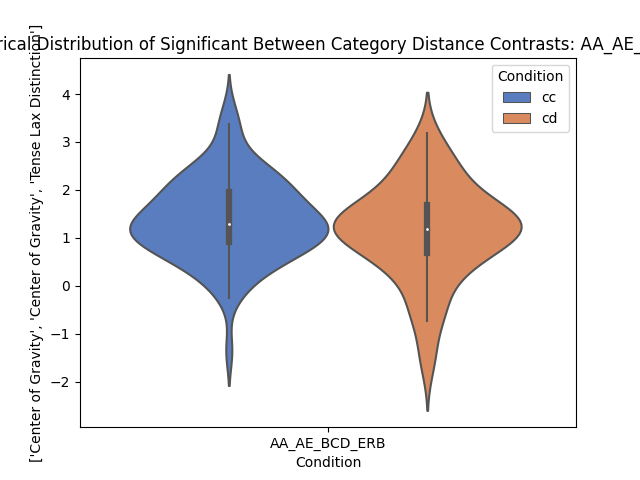 rical Distribution of Significant Between Category Distance Contrasts: AA_AE_
['Center of Gravity', 'Center of Gravity', 'Tense Lax Distinction']
4
3
2
1
0
−1
−2
Condition
cc
cd
AA_AE_BCD_ERB
Condition